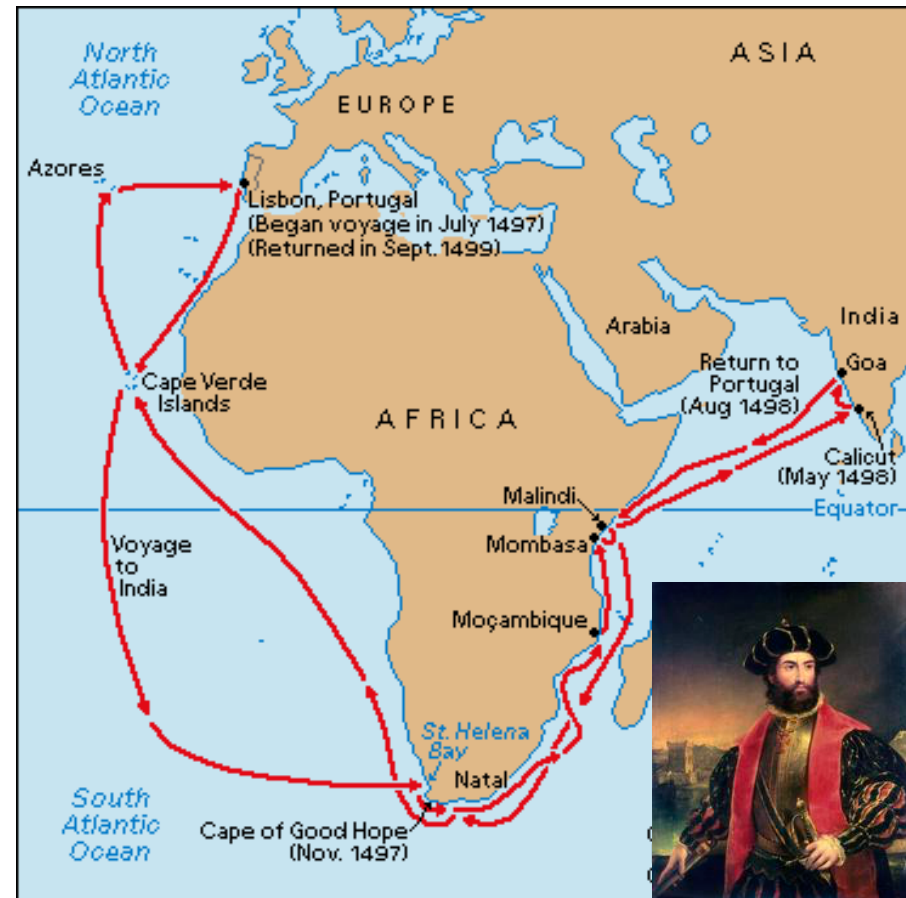 North
Atlantic
Ocean
ASIA
EUROPE
Azores
Lisbon, Portugal
(Began voyage in July 1497)
(Returned in Sept. 1499)
Arabia
India
Return to
Portugal
(Aug 1498)
Goa
Cape Verde
Islands
AFRICA
Calicut
(May 1498)
Malindi
Equator
Mombasa
Voyage
to
India
Moçambique
St. Helena
Bay
Natal
South
Atlantic
Ocean
Cape of Good Hope
(Nov. 1497)